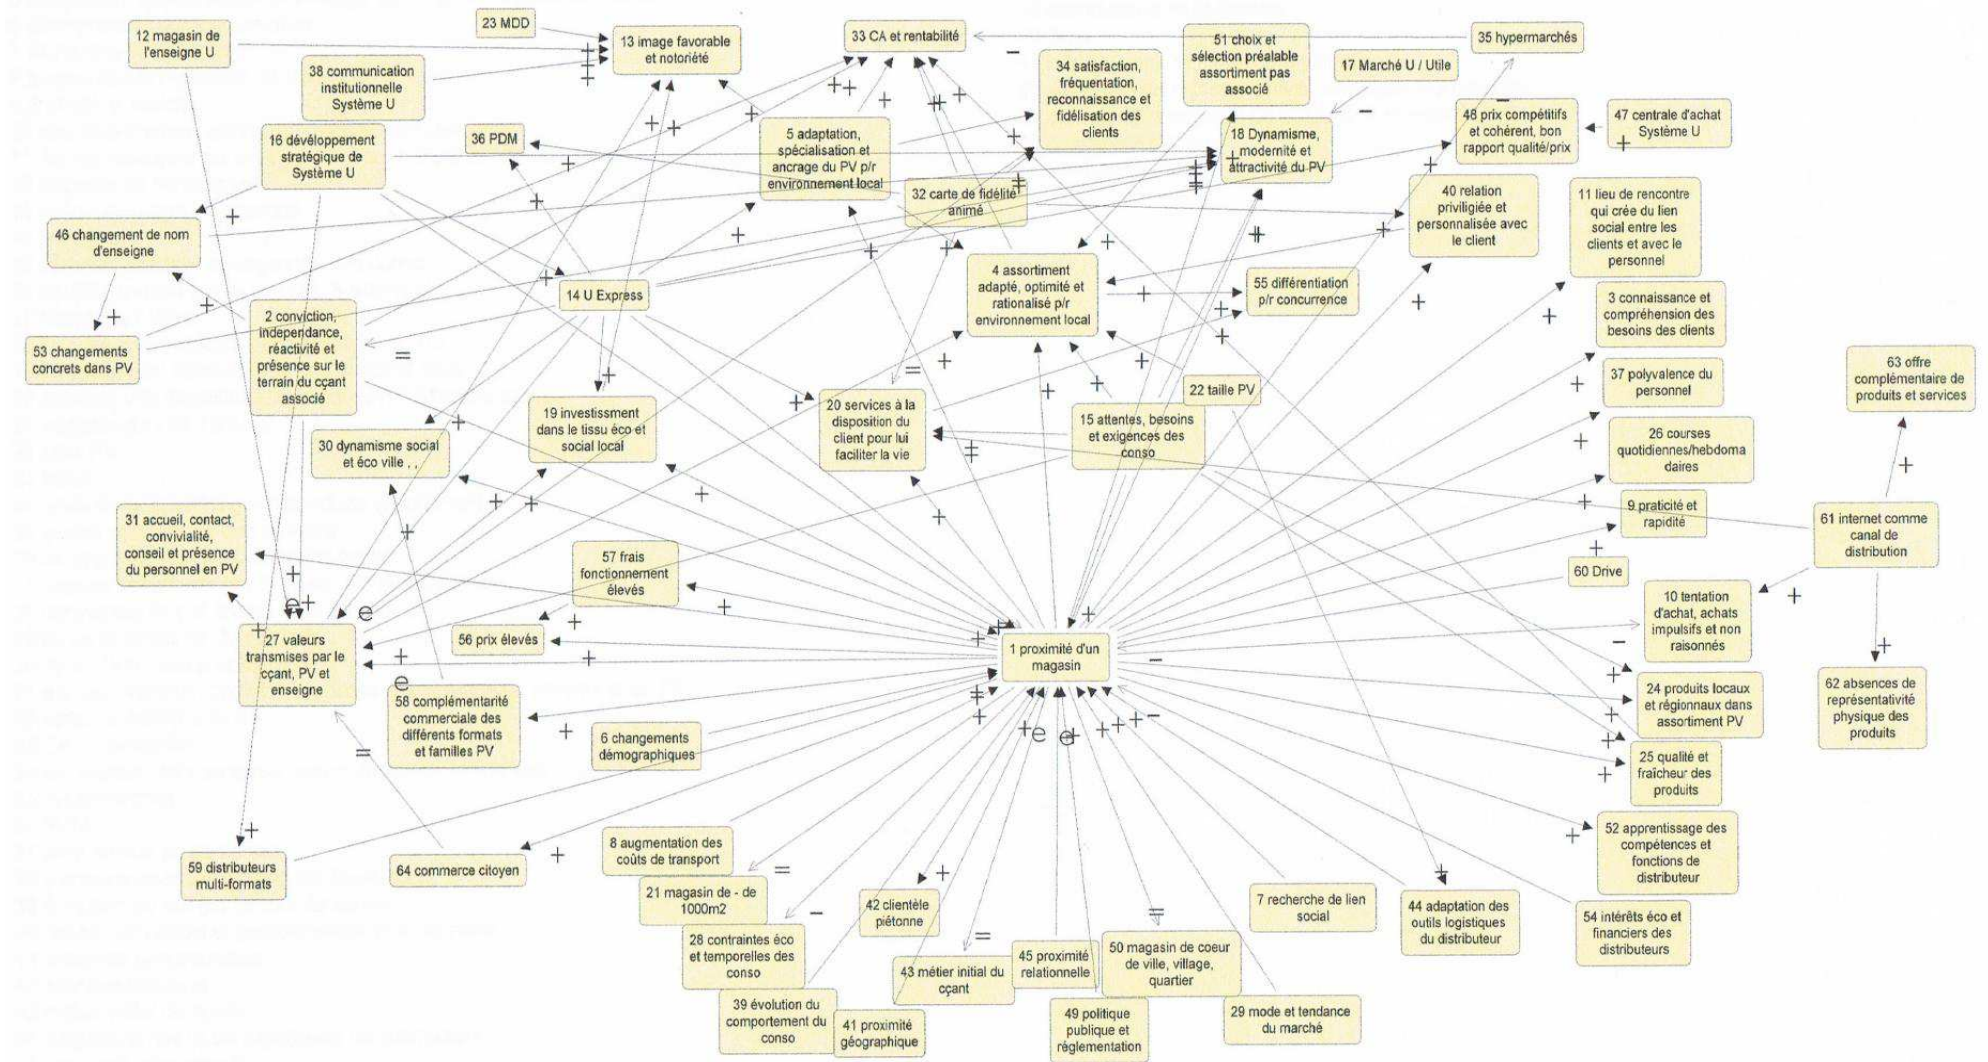 12 magasin de
l'enseigne U
23 MDD
13 image favorable
et notoriété
33 CA et rentabilité
51 choix et
sélection préalable
assortiment pas
associé
35 hypermarchés
38 communication
institutionnelle
Système U
34 satisfaction,
fréquentation,
reconnaissance et
fidélisation des
clients
17 Marché U / Utile
16 dévéloppement
stratégique de
Système U
36 PDM
5 adaptation,
spécialisation et
ancrage du PV p/r
environnement local
18 Dynamisme,
modernité et
attractivité du PV
48 prix compétitifs
et cohérent, bon
rapport qualité/prix
47 centrale d'achat
Système U
32 carte de fidélité
animé
40 relation
priviligiée et
personnalisée avec
le client
11 lieu de rencontre
qui crée du lien
social entre les
clients et avec le
personnel
46 changement de nom
d'enseigne
14 U Express
4 assortiment
adapté, optimité et
rationalisé p/r
environnement local
55 différentiation
p/r concurrence
3 connaissance et
compréhension des
besoins des clients
2 conviction,
independance,
réactivité et
présence sur le
terrain du cçant
associé
53 changements
concrets dans PV
63 offre
complémentaire de
produits et services
37 polyvalence du
personnel
22 taille PV
19 investissment
dans le tissu éco et
social local
20 services à la
disposition du
client pour lui
faciliter la vie
15 attentes, besoins
et exigences des
conso
30 dynamisme social
et éco ville , ,
26 courses
quotidiennes/hebdoma
daires
31 accueil, contact,
convivialité,
conseil et présence
du personnel en PV
9 praticité et
rapidité
61 internet comme
canal de
distribution
57 frais
fonctionnement
élevés
60 Drive
10 tentation
d'achat, achats
impulsifs et non
raisonnés
56 prix élevés
27 valeurs
transmises par le
cçant, PV et
enseigne
1 proximité d'un
magasin
58 complémentarité
commerciale des
différents formats
et familles PV
6 changements
démographiques
24 produits locaux
et régionnaux dans
assortiment PV
62 absences de
représentativité
physique des
produits
25 qualité et
fraîcheur des
produits
59 distributeurs
multi-formats
64 commerce citoyen
8 augmentation des
coûts de transport
52 apprentissage des
compétences et
fonctions de
distributeur
21 magasin de - de
1000m2
42 clientèle
piétonne
7 recherche de lien
social
44 adaptation des
outils logistiques
du distributeur
54 intérêts éco et
financiers des
distributeurs
28 contraintes éco
et temporelles des
conso
43 métier initial du
cçant
45 proximité
relationnelle
50 magasin de coeur
de ville, village,
quartier
39 évolution du
comportement du
conso
41 proximité
géographique
49 politique
publique et
réglementation
29 mode et tendance
du marché